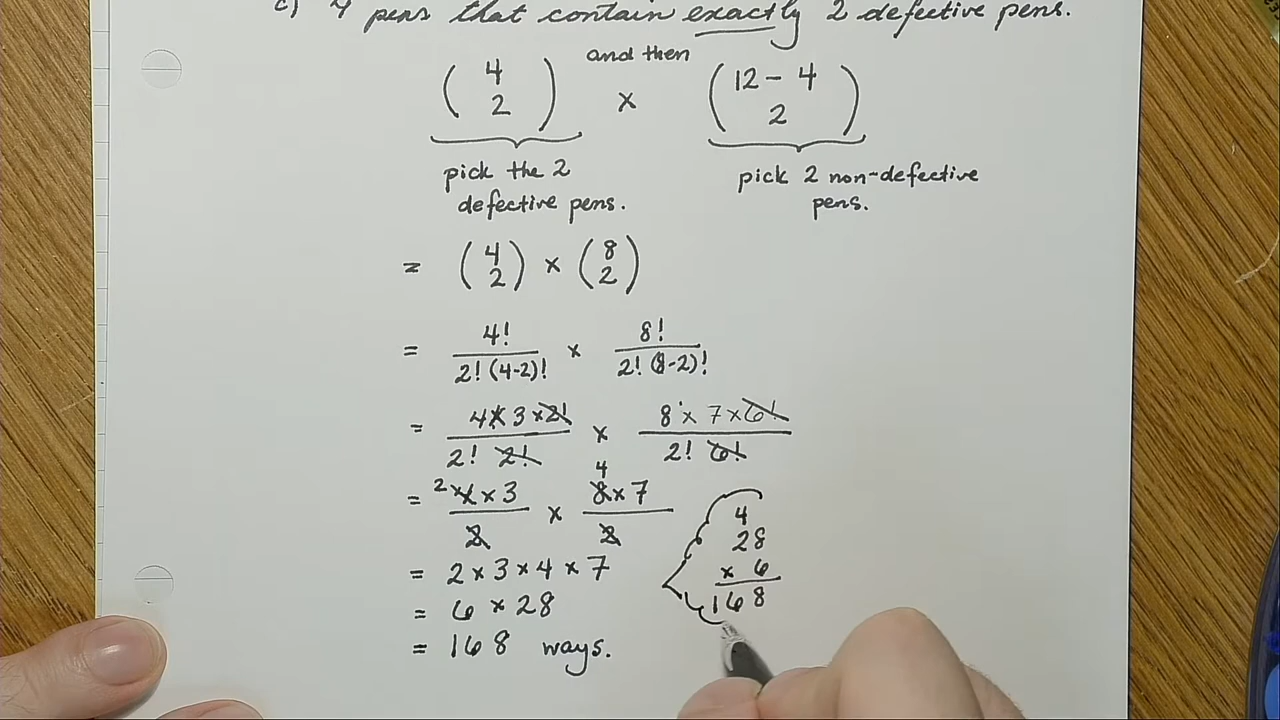 c) 4 pens that contain exactly 2 defective pens.
and then
( 4 2 ) × ( 12 - 4 2 )
pick the 2 defective pens.
pick 2 non-defective pens.
= ( 4 2 ) × ( 8 2 )
= 4! / 2! (4-2)! × 8! / 2! (8-2)!
= 4 × 3 × 2! / 2! 2! × 8 × 7 × 6! / 2! 6!
= 2 × 4 × 3 / 2 × 4 8 × 7 / 2
= 2 × 3 × 4 × 7
= 6 × 28
= 168 ways.
4
28
× 6
168